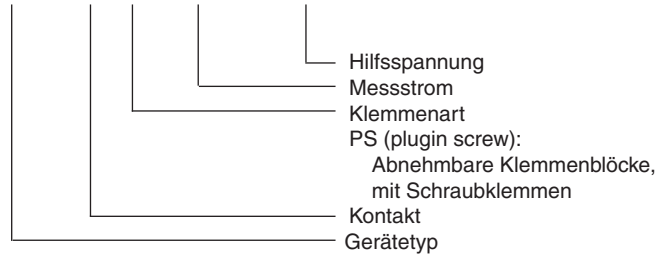 Hilfsspannung
Messstrom
Klemmenart
PS (plugin screw):
Abnehmbare Klemmenblöcke,
mit Schraubklemmen
Kontakt
Gerätetyp